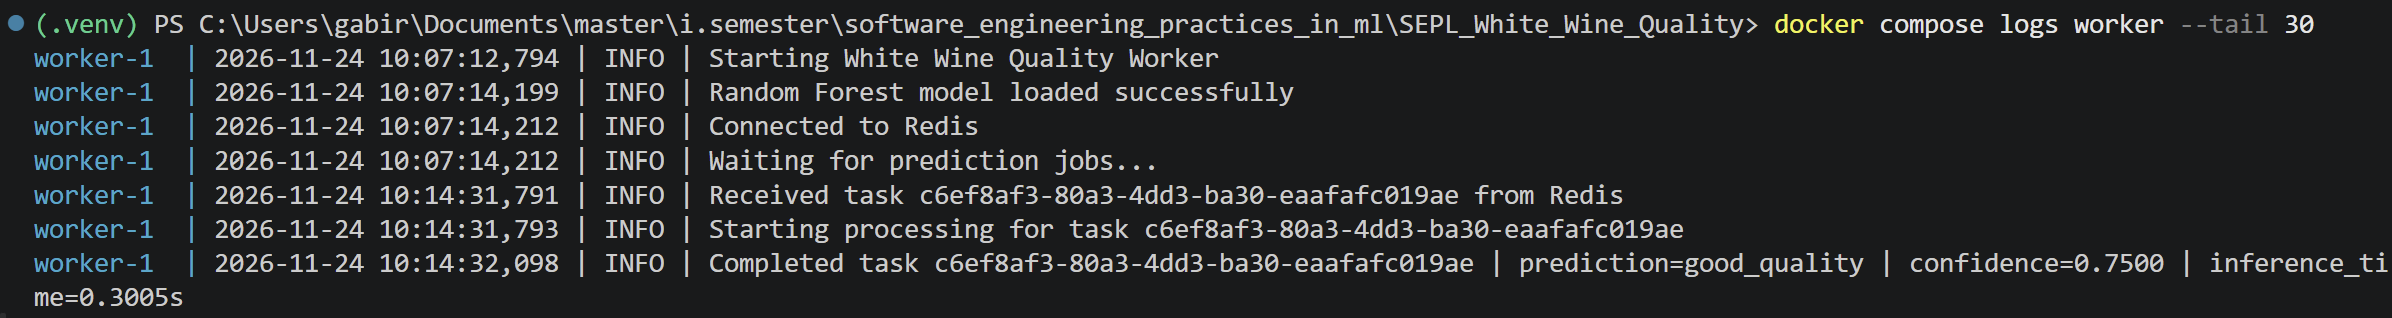 (.venv) PS C:\Users\gabir\Documents\master\i.semester\software_engineering_practices_in_ml\SEPL_White_Wine_Quality> docker compose logs worker --tail 30
worker-1  | 2026-11-24 10:07:12,794 | INFO | Starting White Wine Quality Worker
worker-1  | 2026-11-24 10:07:14,199 | INFO | Random Forest model loaded successfully
worker-1  | 2026-11-24 10:07:14,212 | INFO | Connected to Redis
worker-1  | 2026-11-24 10:07:14,212 | INFO | Waiting for prediction jobs...
worker-1  | 2026-11-24 10:14:31,791 | INFO | Received task c6ef8af3-80a3-4dd3-ba30-eaafafc019ae from Redis
worker-1  | 2026-11-24 10:14:31,793 | INFO | Starting processing for task c6ef8af3-80a3-4dd3-ba30-eaafafc019ae
worker-1  | 2026-11-24 10:14:32,098 | INFO | Completed task c6ef8af3-80a3-4dd3-ba30-eaafafc019ae | prediction=good_quality | confidence=0.7500 | inference_ti
me=0.3005s